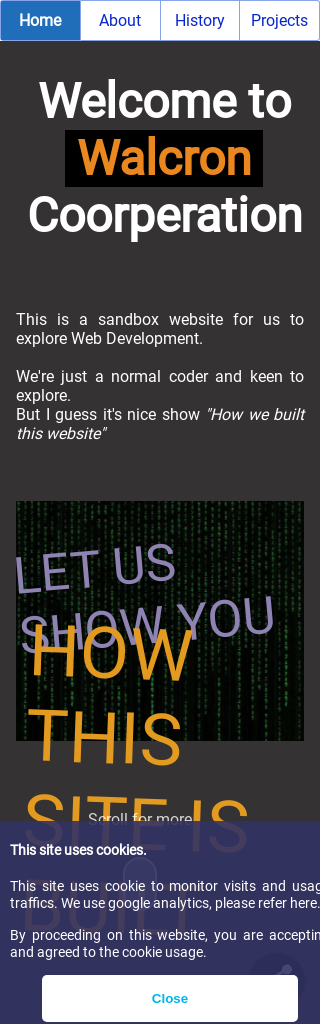 Home About History Projects
Welcome to
Walcron
Coorperation
This is a sandbox website for us to
explore Web Development.
We're just a normal coder and keen to
explore.
But I guess it's nice show "How we built
this website"
LET US
SHOW YOU
HOW
THIS
SITE IS
BUILT
Scroll for more
This site uses cookies.
This site uses cookie to monitor visits and usag
traffics. We use google analytics, please refer here.
By proceeding on this website, you are acceptin
and agreed to the cookie usage.
Close